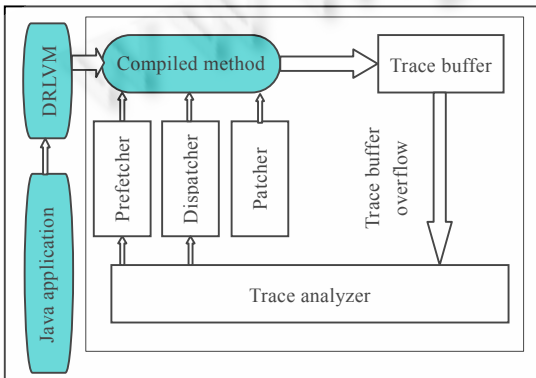 DRLVM
Java application
Compiled method
Trace buffer
Prefetcher
Dispatcher
Patcher
Trace buffer
overflow
Trace analyzer